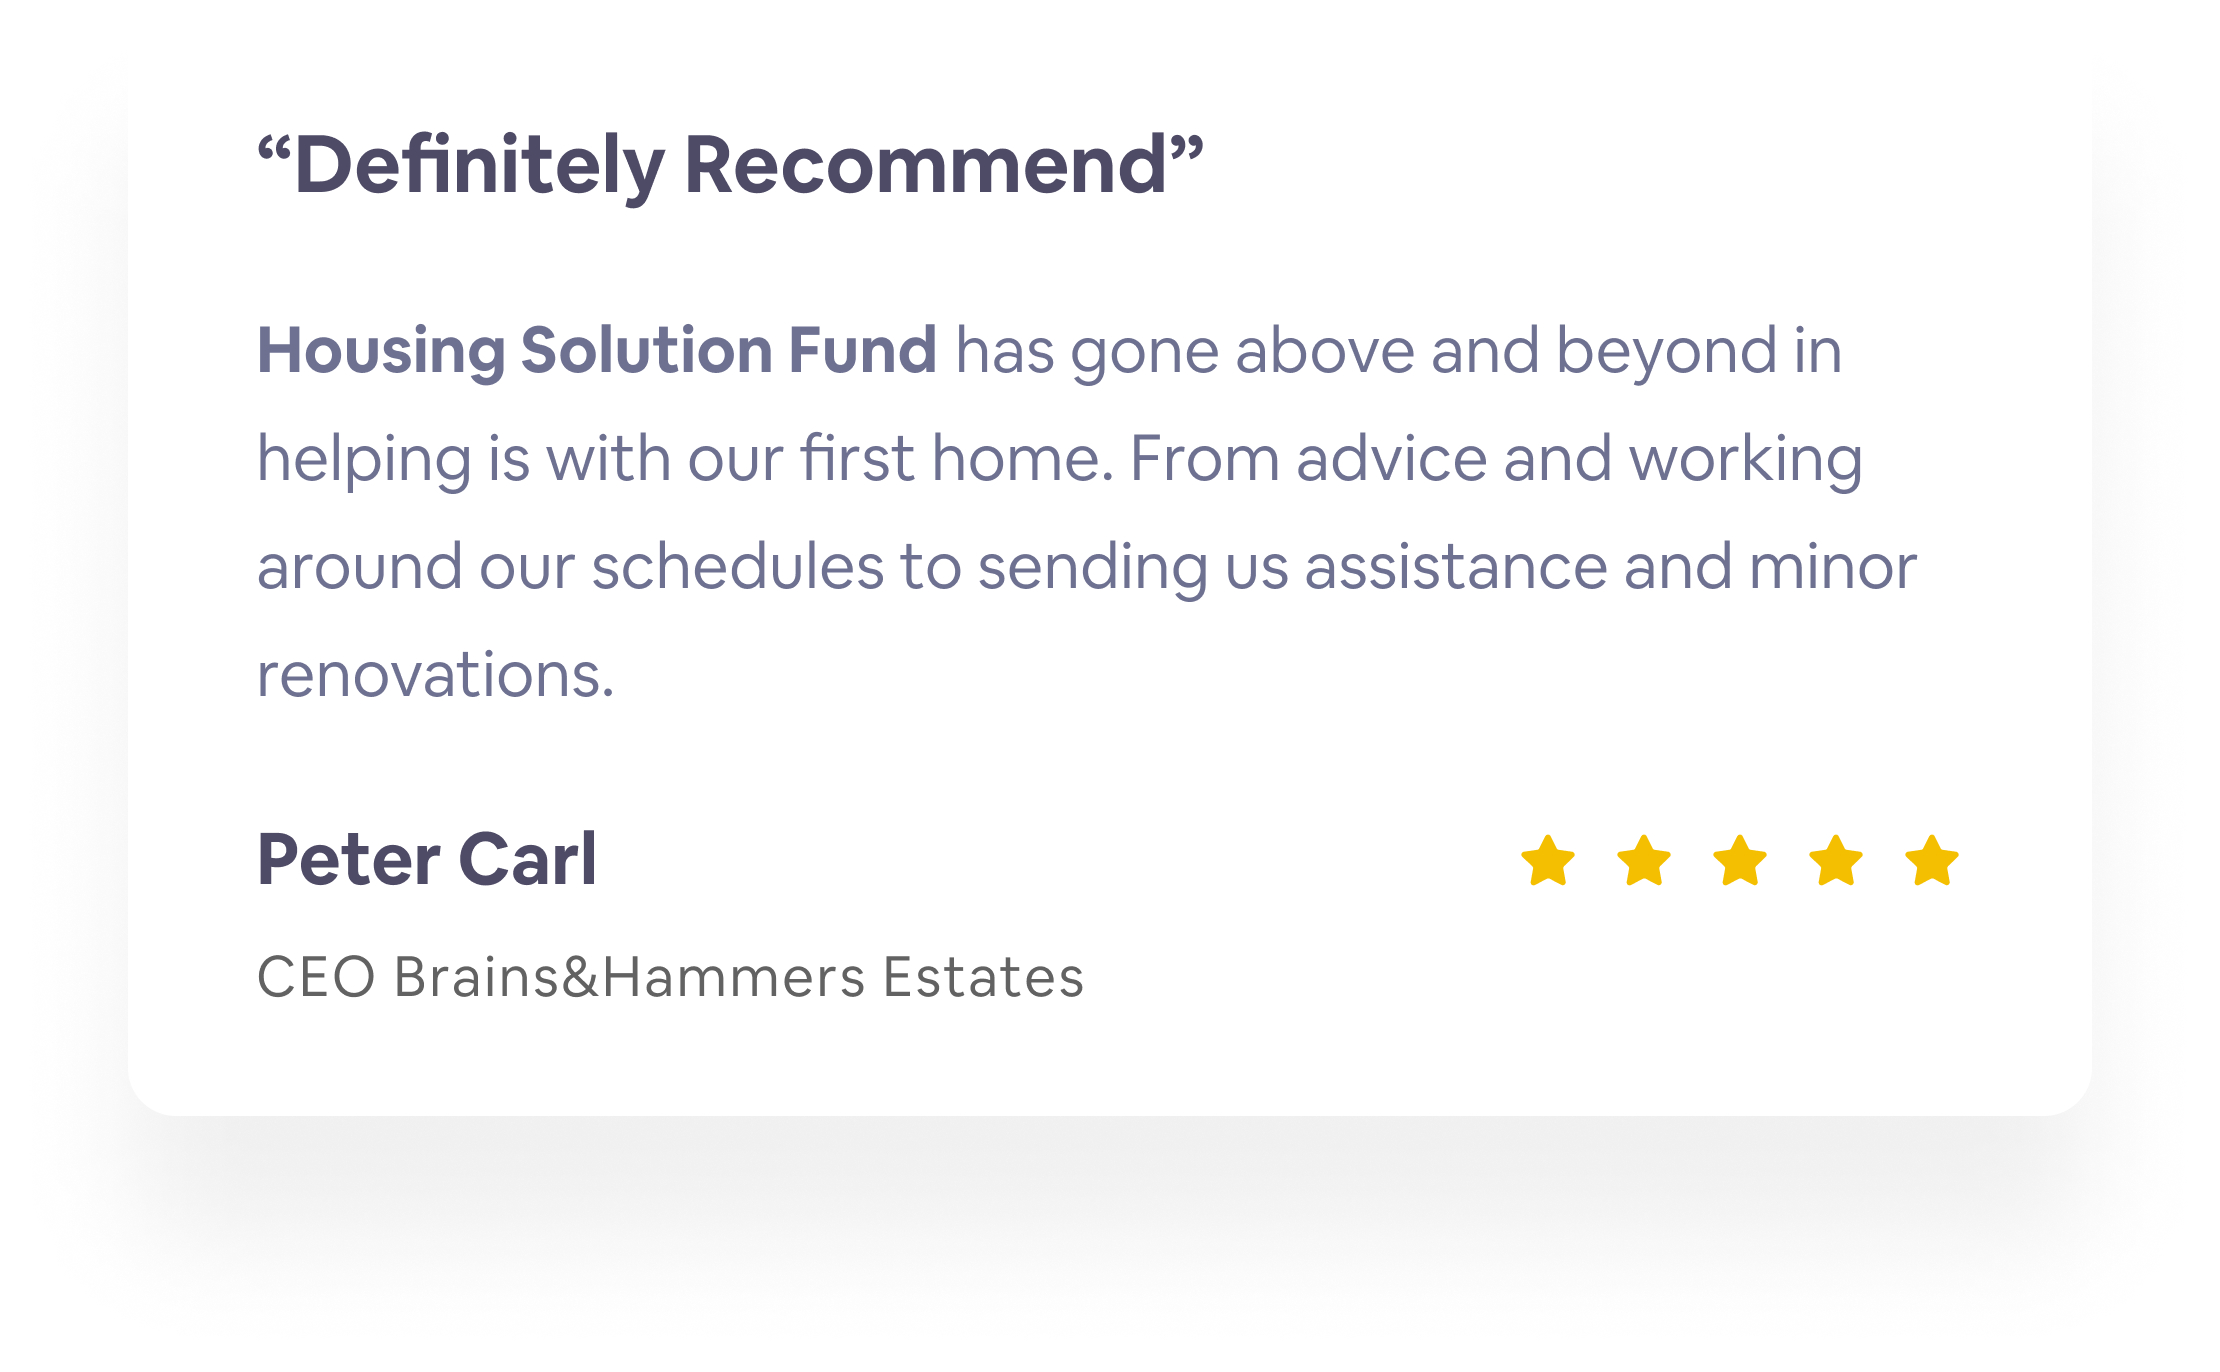 “Definitely Recommend”
Housing Solution Fund has gone above and beyond in
helping is with our first home. From advice and working
around our schedules to sending us assistance and minor
renovations.
Peter Carl
CEO Brains&Hammers Estates